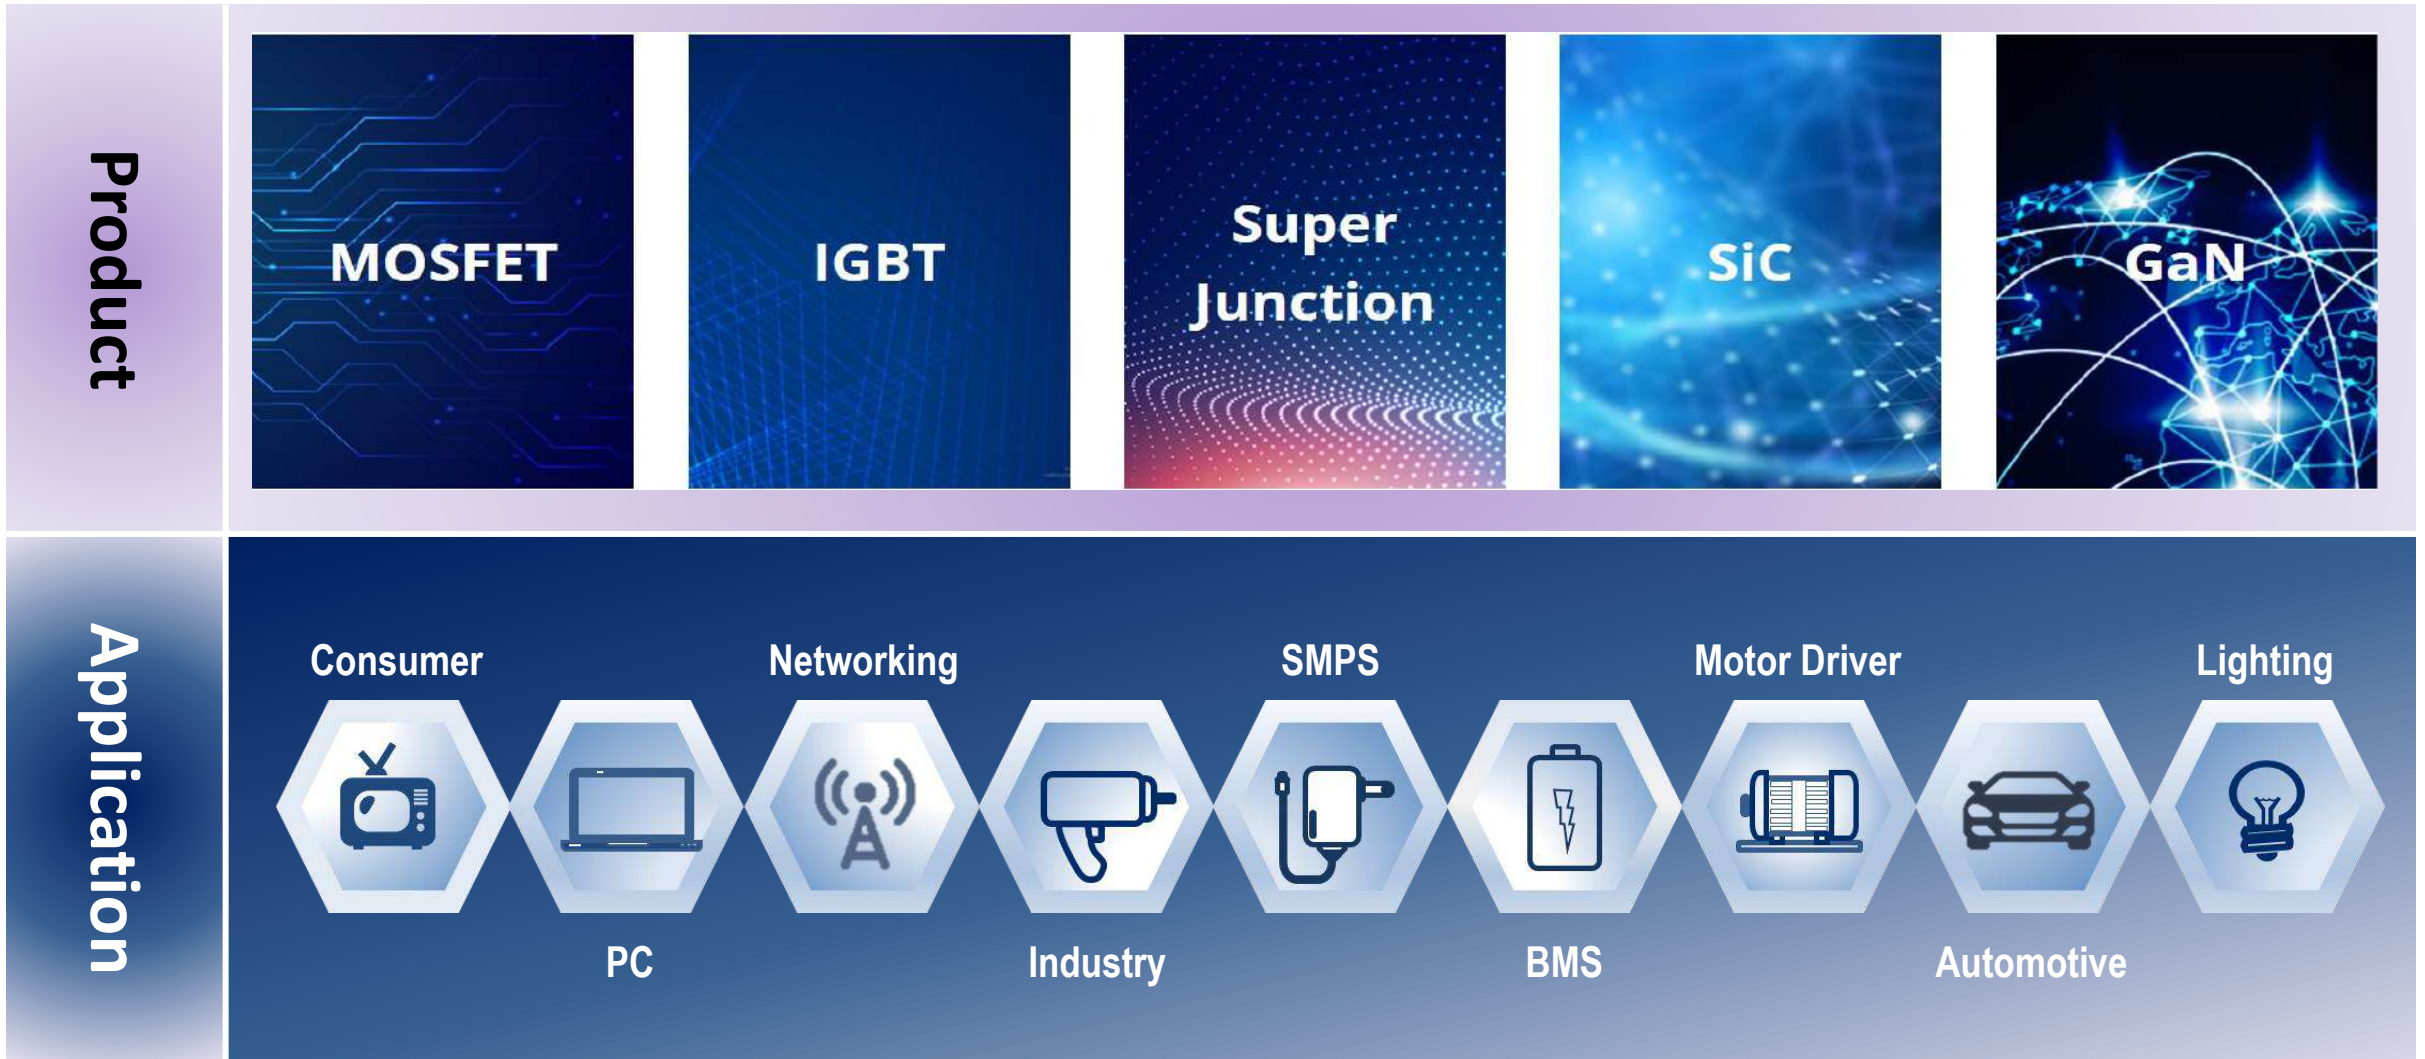 Product
MOSFET
IGBT
Super
Junction
SiC
GaN
Application
Consumer
PC
Networking
Industry
SMPS
BMS
Motor Driver
Automotive
Lighting